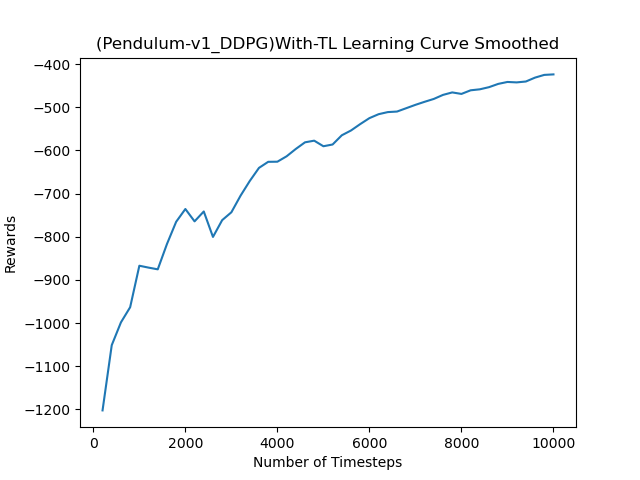 (Pendulum-v1_DDPG)With-TL Learning Curve Smoothed
−400
−500
−600
−700
−800
−900
−1000
−1100
−1200
Rewards
0 2000 4000 6000 8000 10000
Number of Timesteps